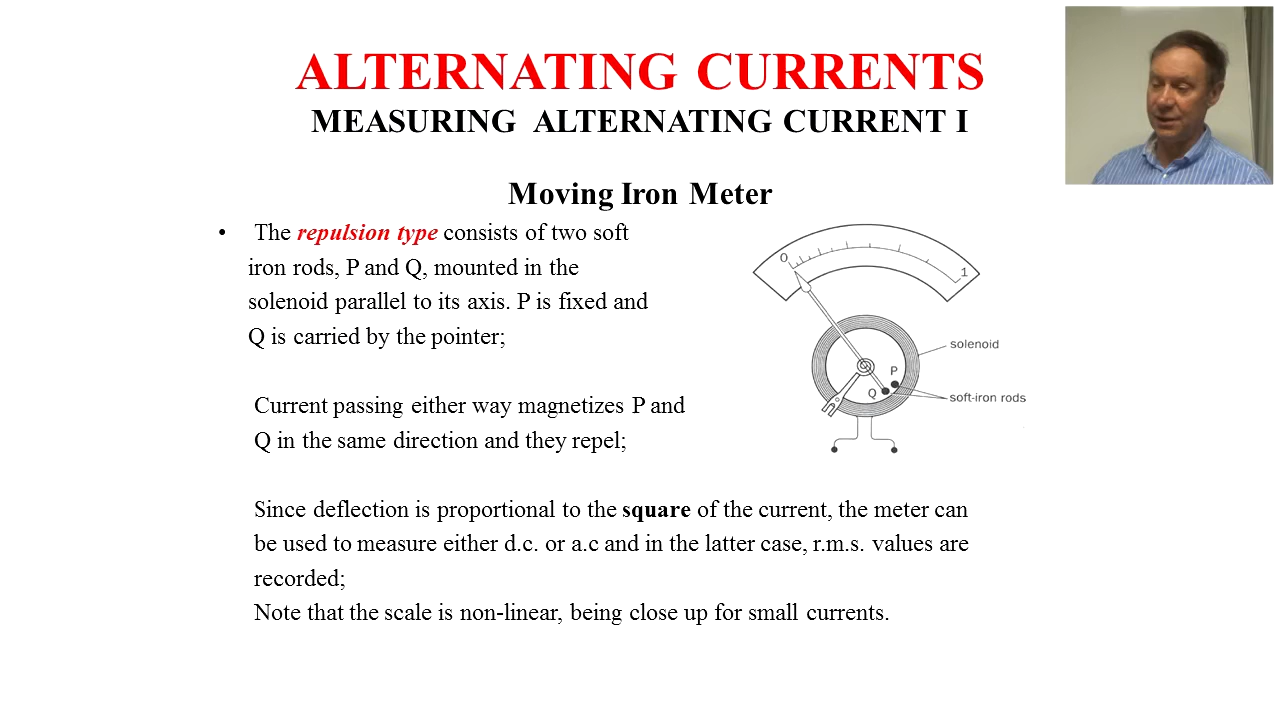 ALTERNATING CURRENTS
MEASURING ALTERNATING CURRENT I
Moving Iron Meter
• The repulsion type consists of two soft
iron rods, P and Q, mounted in the
solenoid parallel to its axis. P is fixed and
Q is carried by the pointer;
Current passing either way magnetizes P and
Q in the same direction and they repel;
Since deflection is proportional to the square of the current, the meter can
be used to measure either d.c. or a.c and in the latter case, r.m.s. values are
recorded;
Note that the scale is non-linear, being close up for small currents.
0
1
solenoid
P
Q
soft-iron rods